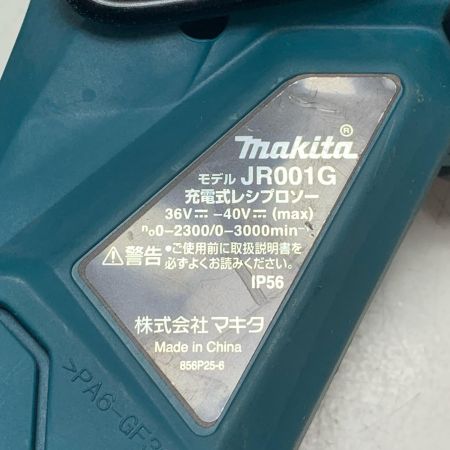 makita®
モデル JR001G
充電式レシプロソー
36V⎓ -40V⎓ (max)
n₀0-2300/0-3000min⁻
⚠警告 •ご使用前に取扱説明書を
必ずよくお読みください。
IP56
株式会社マキタ
Made in China
856P25-6
>PA6-GF3